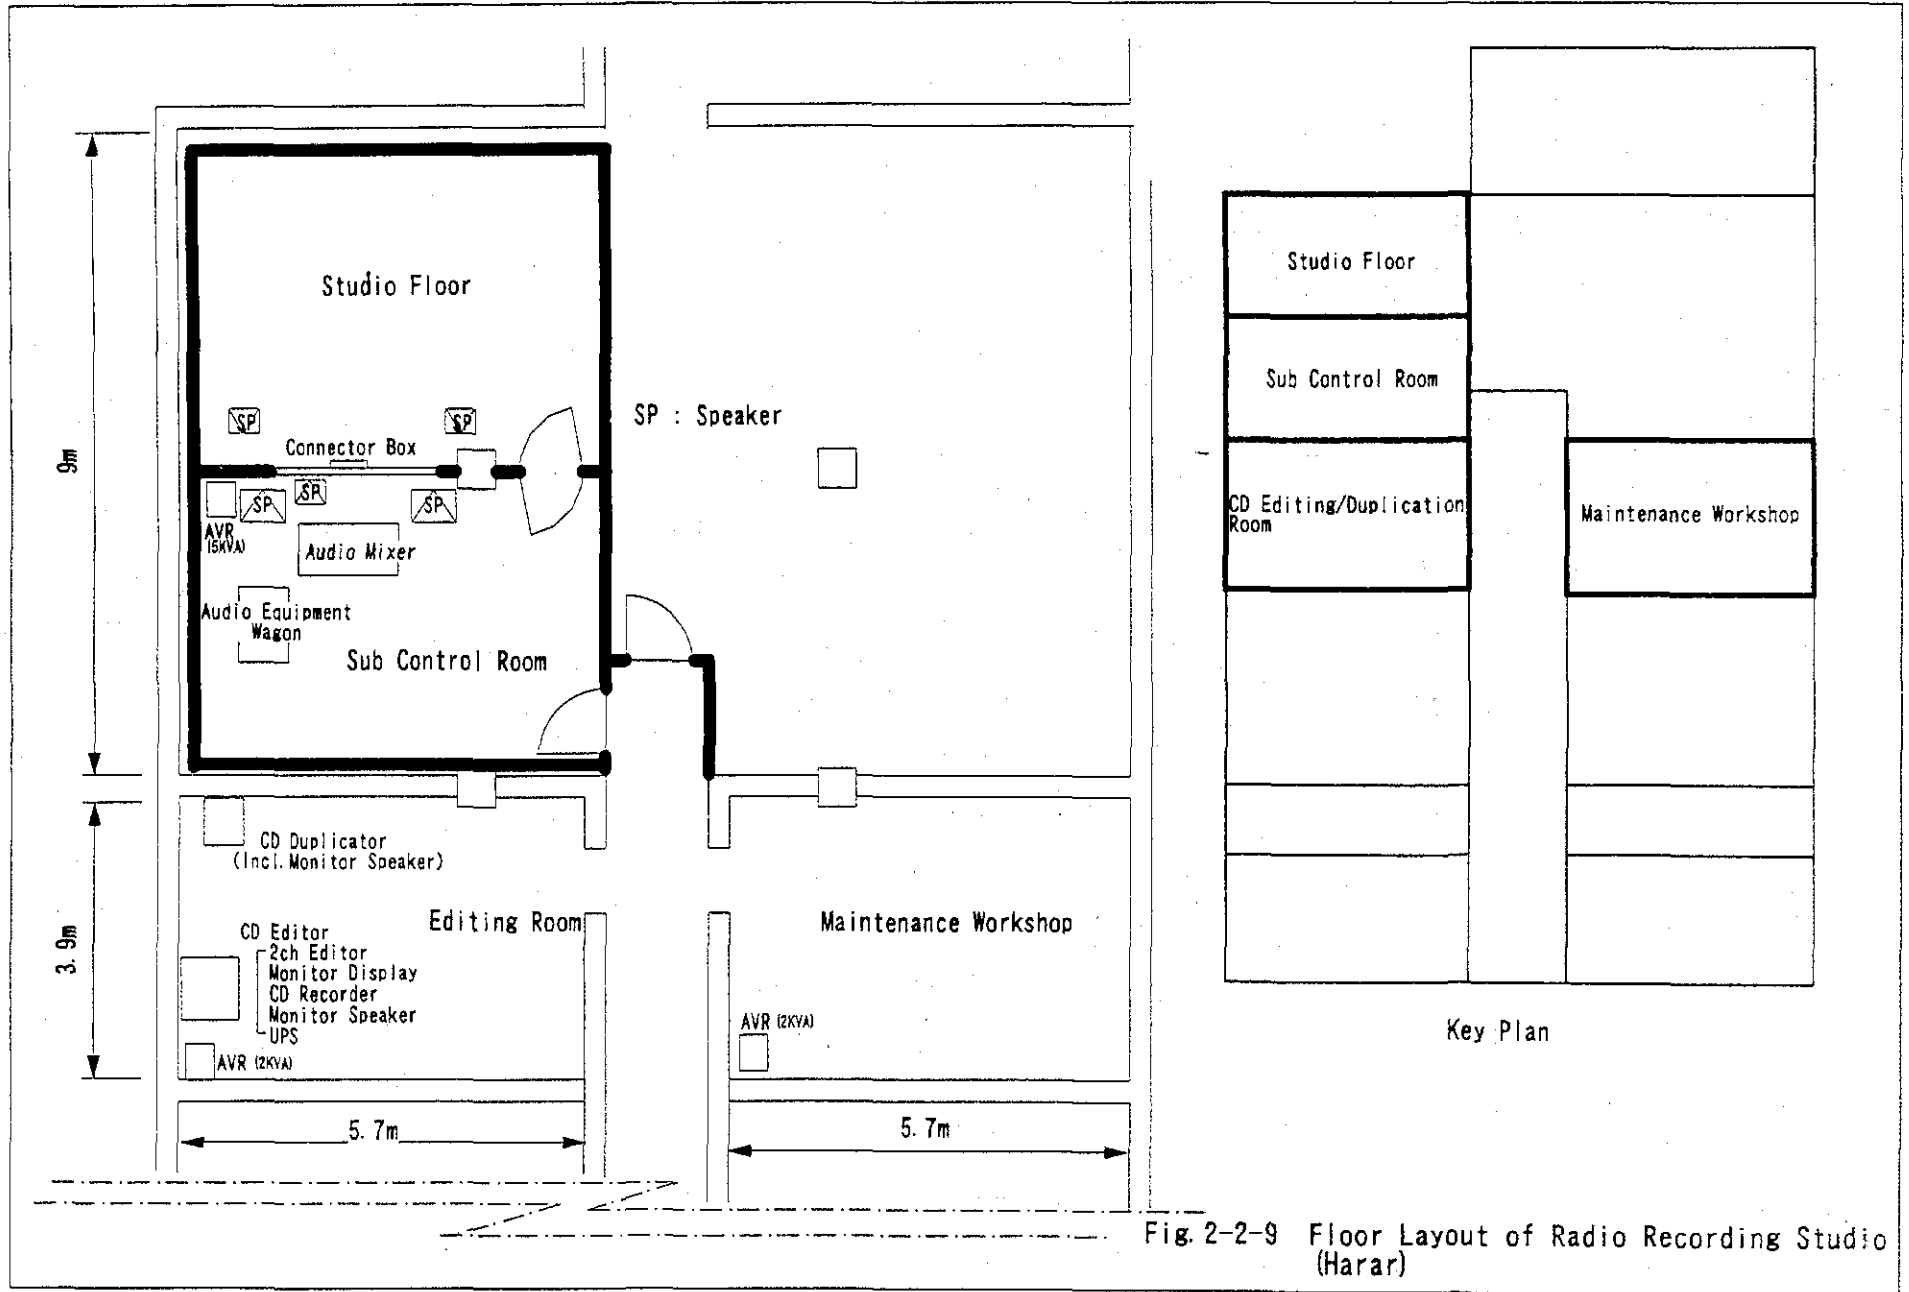 Studio Floor
9m
SP
SP
SP : Speaker
Connector Box
SP
SP
SP
AVR
(5KVA)
Audio Mixer
Audio Equipment
Wagon
Sub Control Room
CD Duplicator
(Incl.Monitor Speaker)
3.9m
Editing Room
CD Editor
2ch Editor
Monitor Display
CD Recorder
Monitor Speaker
UPS
AVR (2KVA)
Maintenance Workshop
AVR (2KVA)
5.7m
5.7m
Studio Floor
Sub Control Room
CD Editing/Duplication
Room
Maintenance Workshop
Key Plan
Fig. 2-2-9 Floor Layout of Radio Recording Studio
(Harar)